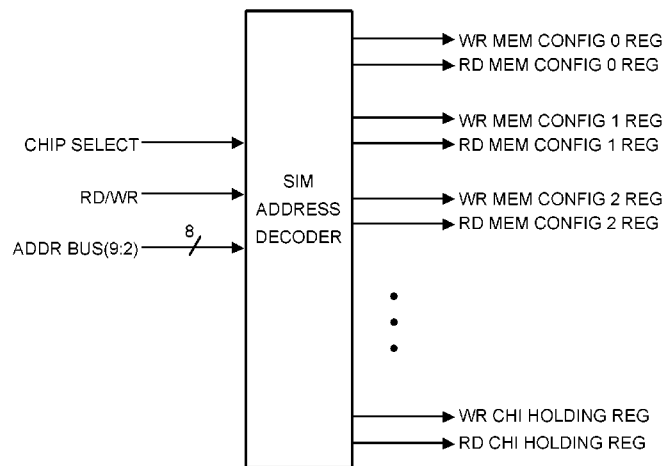 WR MEM CONFIG 0 REG
RD MEM CONFIG 0 REG
WR MEM CONFIG 1 REG
RD MEM CONFIG 1 REG
CHIP SELECT
RD/WR
ADDR BUS(9:2)
8
SIM
ADDRESS
DECODER
WR MEM CONFIG 2 REG
RD MEM CONFIG 2 REG
WR CHI HOLDING REG
RD CHI HOLDING REG